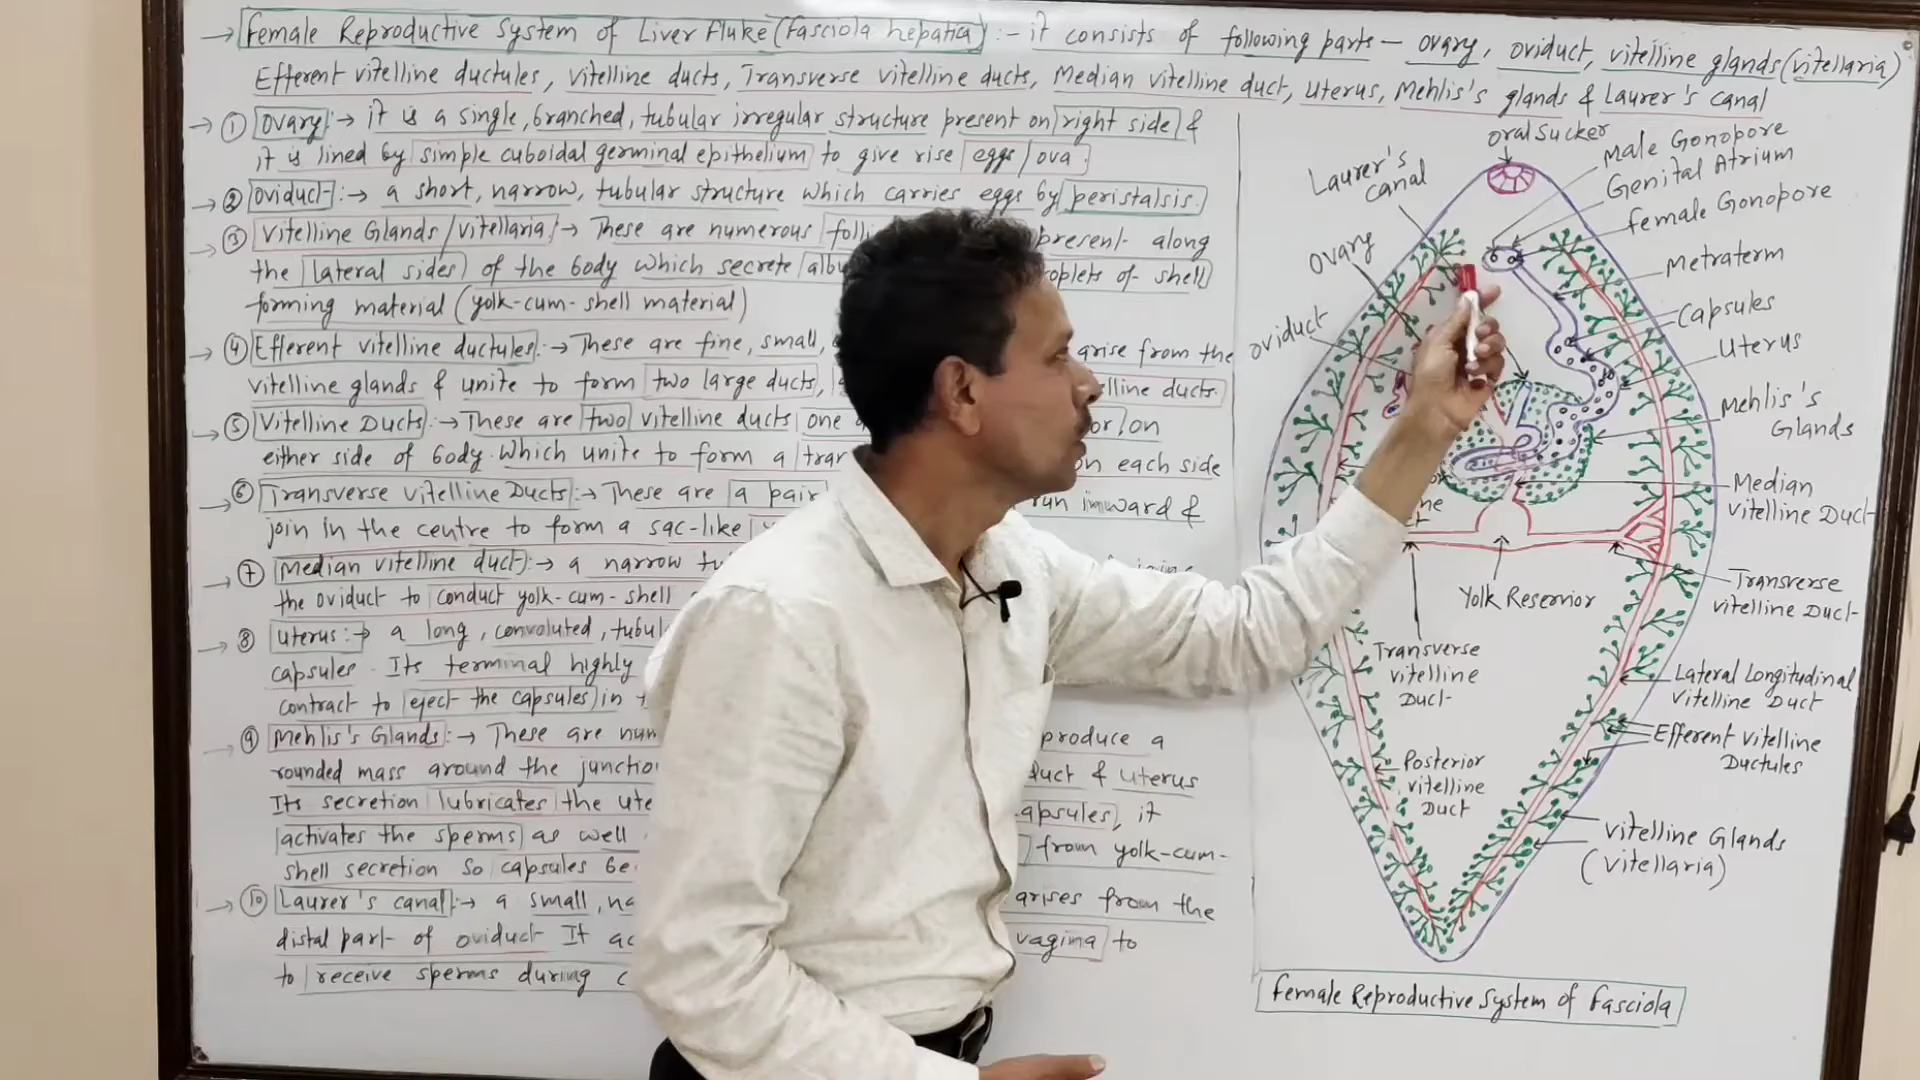 → Female Reproductive System of Liver Fluke (Fasciola hepatica) :- it consists of following parts – ovary, oviduct, vitelline glands (vitellaria)
Efferent vitelline ductules, vitelline ducts, Transverse vitelline ducts, Median vitelline duct, uterus, Mehlis's glands & Laurer's canal
→ ① Ovary :→ it is a single, branched, tubular irregular structure present on right side &
it is lined by simple cuboidal germinal epithelium to give rise eggs/ova.
→ ② oviduct :→ a short, narrow, tubular structure which carries eggs by peristalsis.
→ ③ Vitelline Glands/vitellaria :→ These are numerous present along
the lateral sides of the body which secrete of shell
forming material (yolk-cum-shell material)
→ ④ Efferent vitelline ductules :→ These are fine, small, arise from the
vitelline glands & unite to form two large ducts, ducts.
→ ⑤ Vitelline Ducts :→ These are two vitelline ducts one on
either side of body. Which unite to form a on each side
→ ⑥ Transverse vitelline Ducts :→ These are a pair run inward &
join in the centre to form a sac-like
→ ⑦ Median vitelline duct :→ a narrow
the oviduct to conduct yolk-cum-shell
→ ⑧ uterus :→ a long, convoluted,
capsules. Its terminal highly
contract to eject the capsules in
→ ⑨ Mehlis's Glands :→ These are produce a
rounded mass around the & uterus
Its secretion lubricates the it
activates the sperms as well from yolk-cum-
shell secretion so capsules
→ ⑩ Laurer's canal :→ a small, arises from the
distal part of oviduct It vagina to
to receive sperms during
oral sucker
Male Gonopore
Genital Atrium
Female Gonopore
Laurer's
canal
Ovary
Metraterm
Capsules
Uterus
oviduct
Mehlis's
Glands
Median
vitelline Duct
Transverse
vitelline Duct
Yolk Reservior
Transverse
vitelline
Duct
Lateral Longitudinal
Vitelline Duct
Efferent vitelline
Ductules
Posterior
vitelline
Duct
Vitelline Glands
(vitellaria)
Female Reproductive System of Fasciola